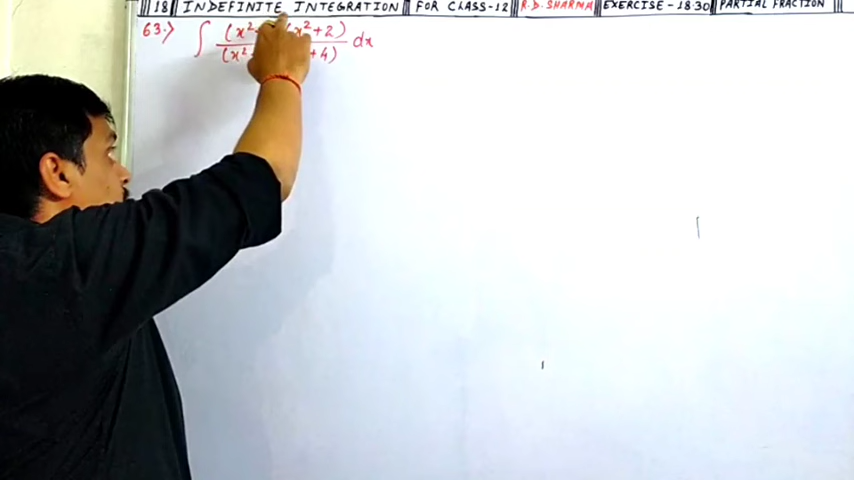 18 INDEFINITE INTEGRATION FOR CLASS-12 R.D. SHARMA EXERCISE-18.30 PARTIAL FRACTION
63.> ∫ (x² x²+2) / (x² +4) dx